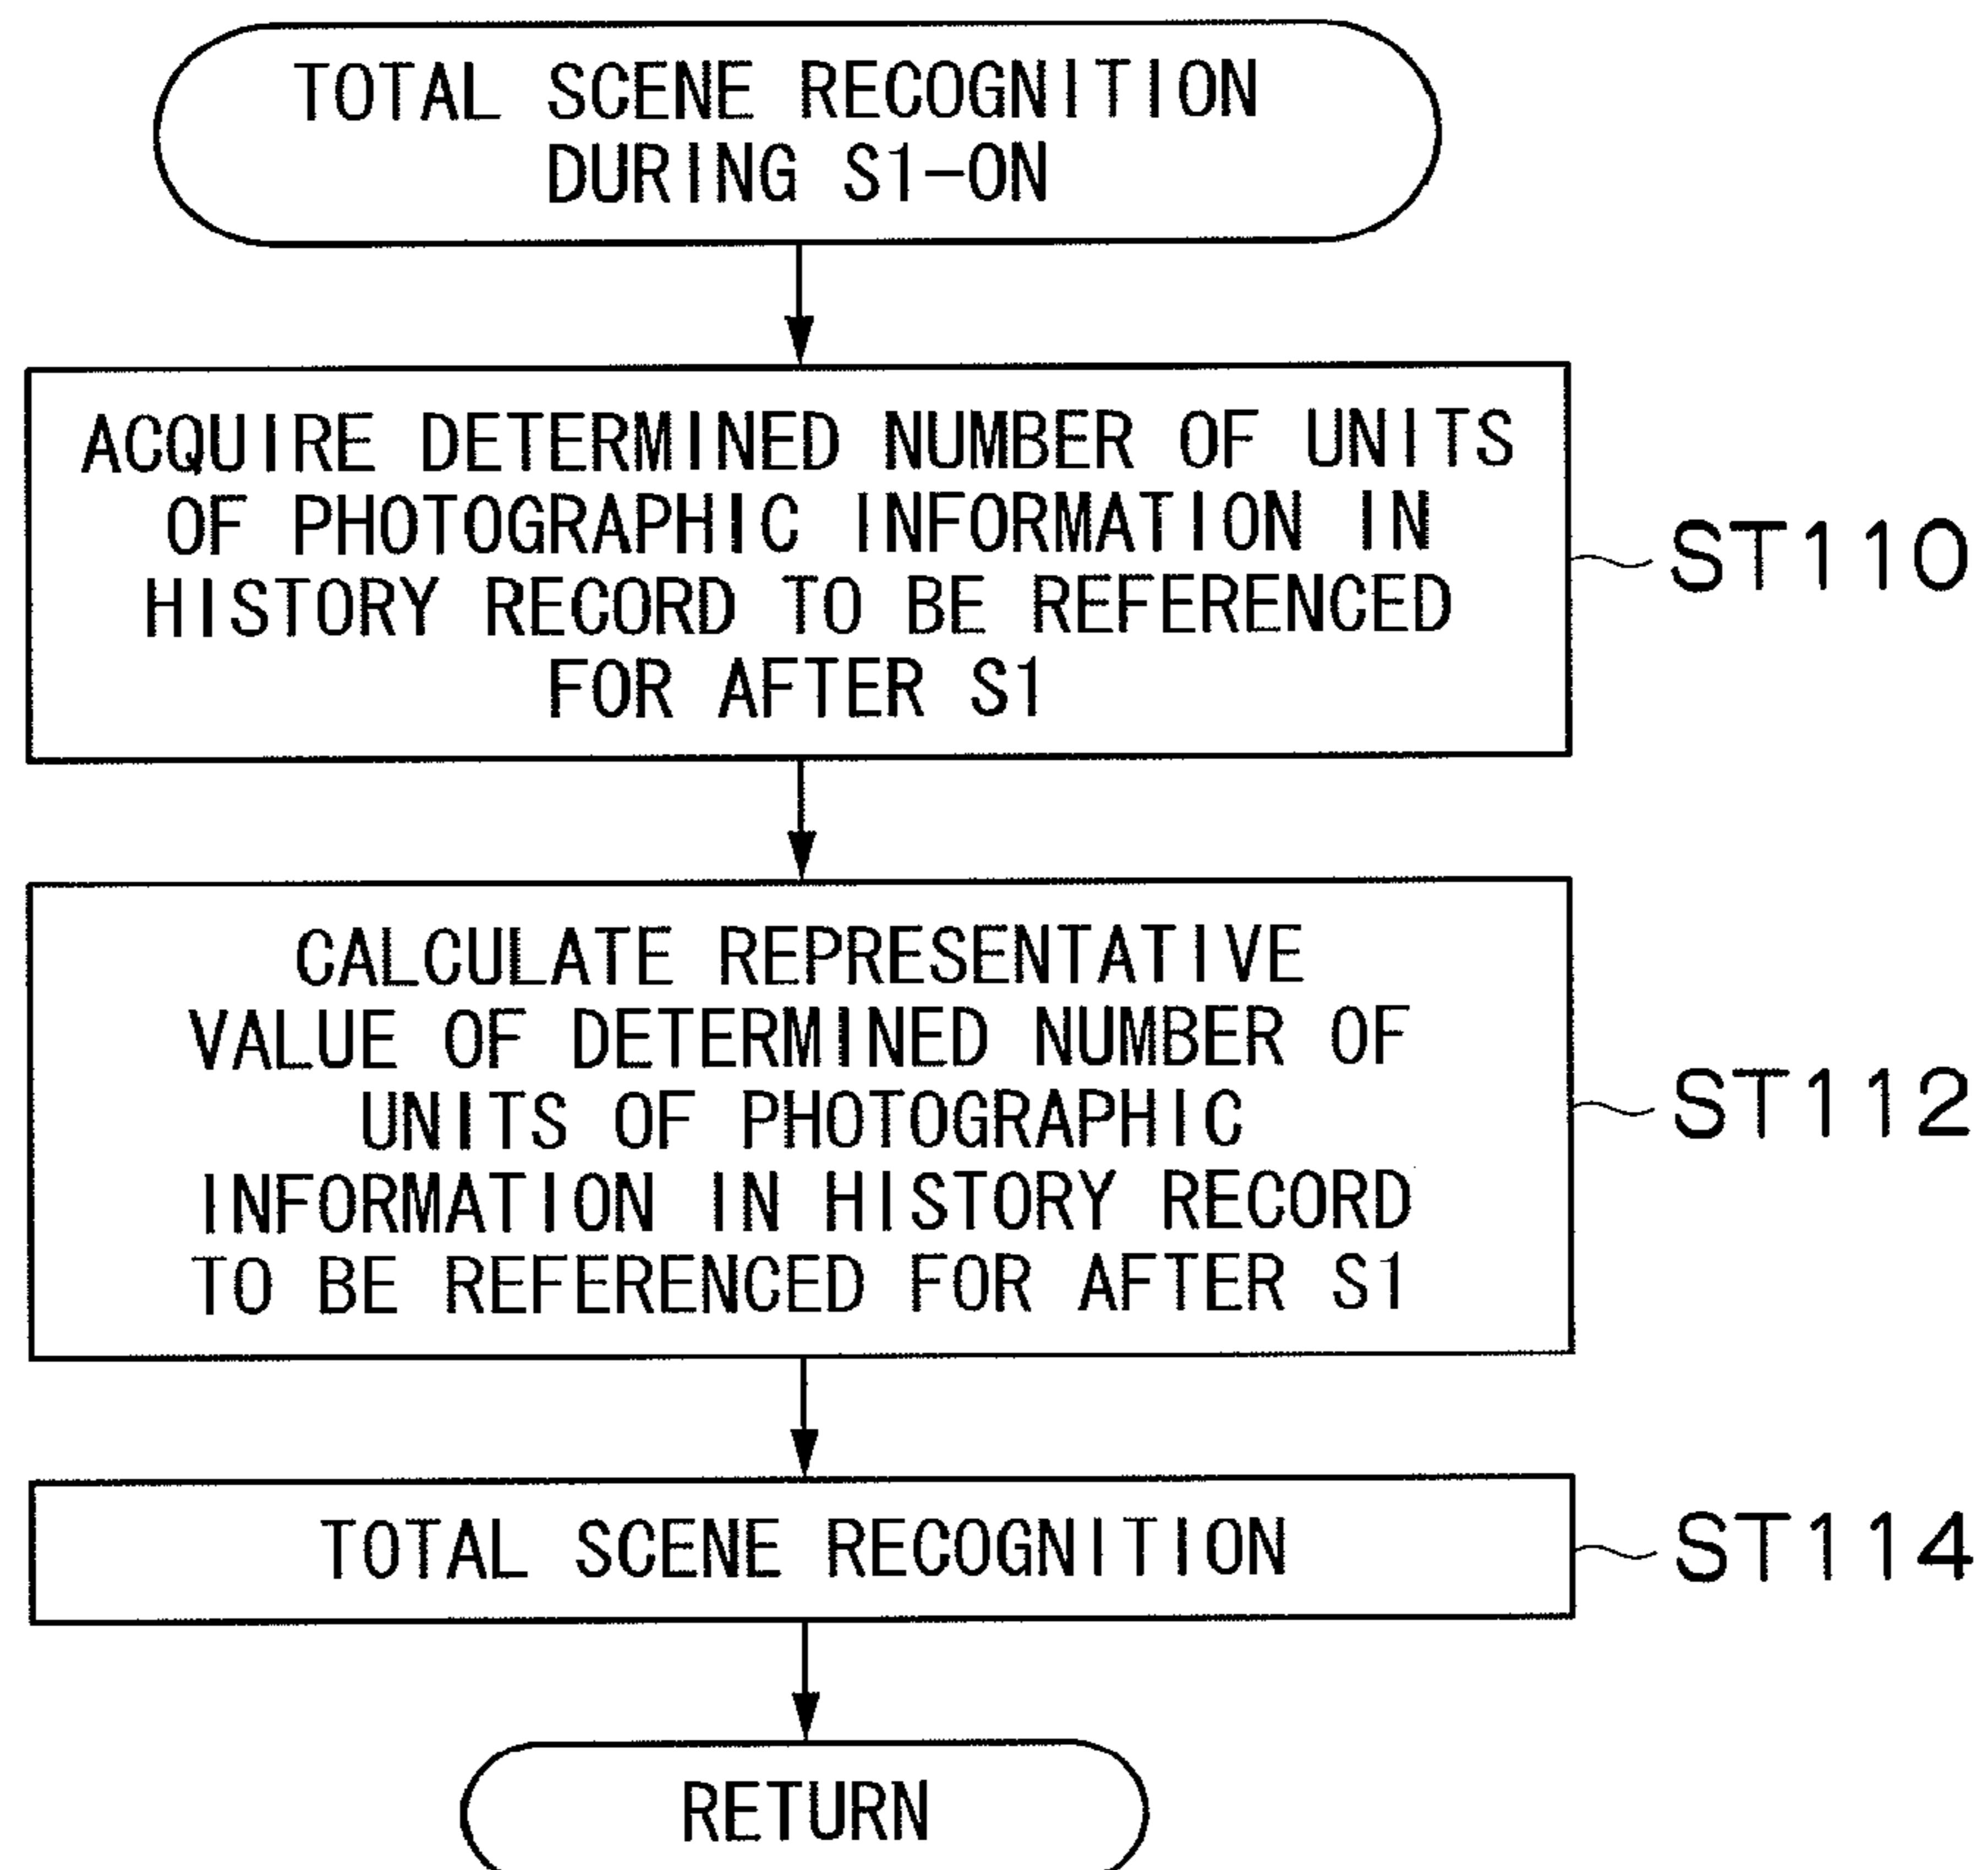 TOTAL SCENE RECOGNITION
DURING S1-ON
ACQUIRE DETERMINED NUMBER OF UNITS
OF PHOTOGRAPHIC INFORMATION IN
HISTORY RECORD TO BE REFERENCED
FOR AFTER S1
ST110
CALCULATE REPRESENTATIVE
VALUE OF DETERMINED NUMBER OF
UNITS OF PHOTOGRAPHIC
INFORMATION IN HISTORY RECORD
TO BE REFERENCED FOR AFTER S1
ST112
TOTAL SCENE RECOGNITION
ST114
RETURN